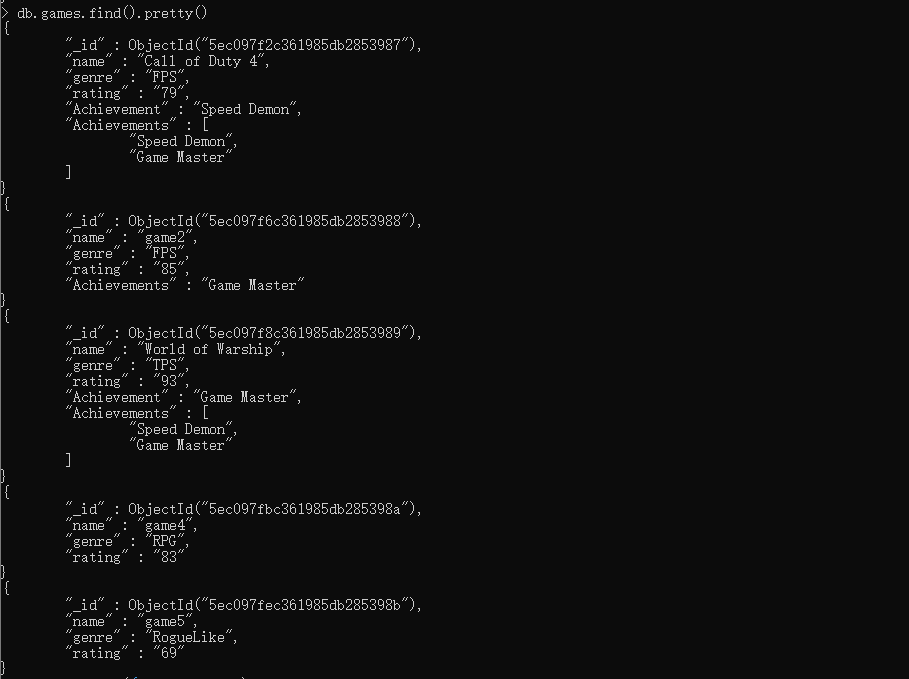 > db.games.find().pretty()
{
"_id" : ObjectId("5ec097f2c361985db2853987"),
"name" : "Call of Duty 4",
"genre" : "FPS",
"rating" : "79",
"Achievement" : "Speed Demon",
"Achievements" : [
"Speed Demon",
"Game Master"
]
}
{
"_id" : ObjectId("5ec097f6c361985db2853988"),
"name" : "game2",
"genre" : "FPS",
"rating" : "85",
"Achievements" : "Game Master"
}
{
"_id" : ObjectId("5ec097f8c361985db2853989"),
"name" : "World of Warship",
"genre" : "TPS",
"rating" : "93",
"Achievement" : "Game Master",
"Achievements" : [
"Speed Demon",
"Game Master"
]
}
{
"_id" : ObjectId("5ec097fbc361985db285398a"),
"name" : "game4",
"genre" : "RPG",
"rating" : "83"
}
{
"_id" : ObjectId("5ec097fec361985db285398b"),
"name" : "game5",
"genre" : "RogueLike",
"rating" : "69"
}